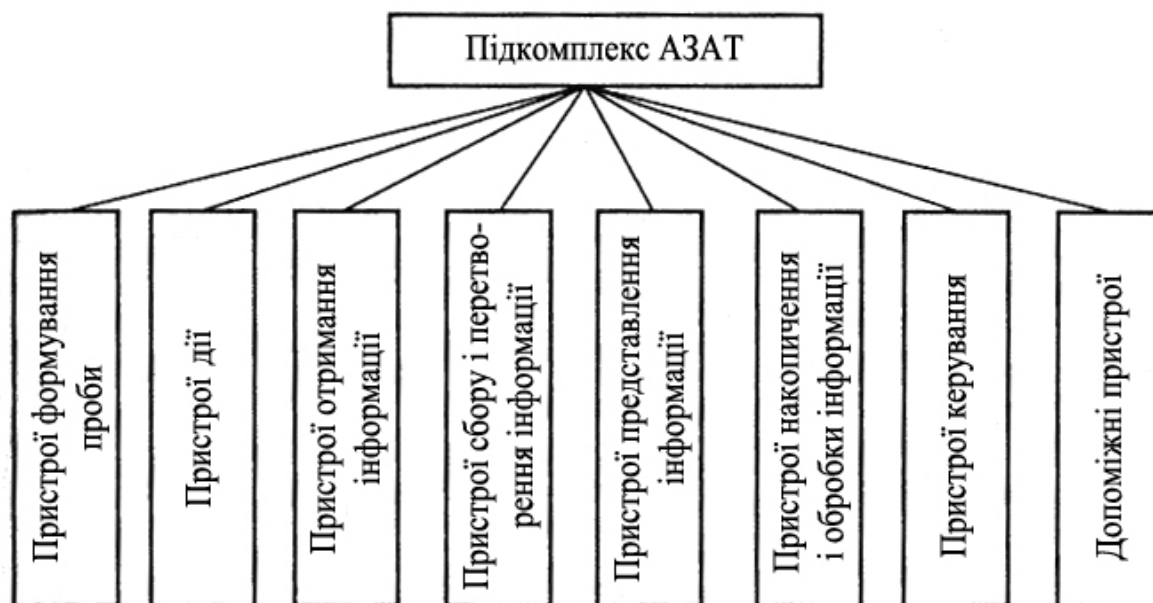 Підкомплекс АЗАТ
Пристрої формування
проби
Пристрої дії
Пристрої отримання
інформації
Пристрої сбору і перетво-
рення інформації
Пристрої представлення
інформації
Пристрої накопичення
і обробки інформації
Пристрої керування
Допоміжні пристрої